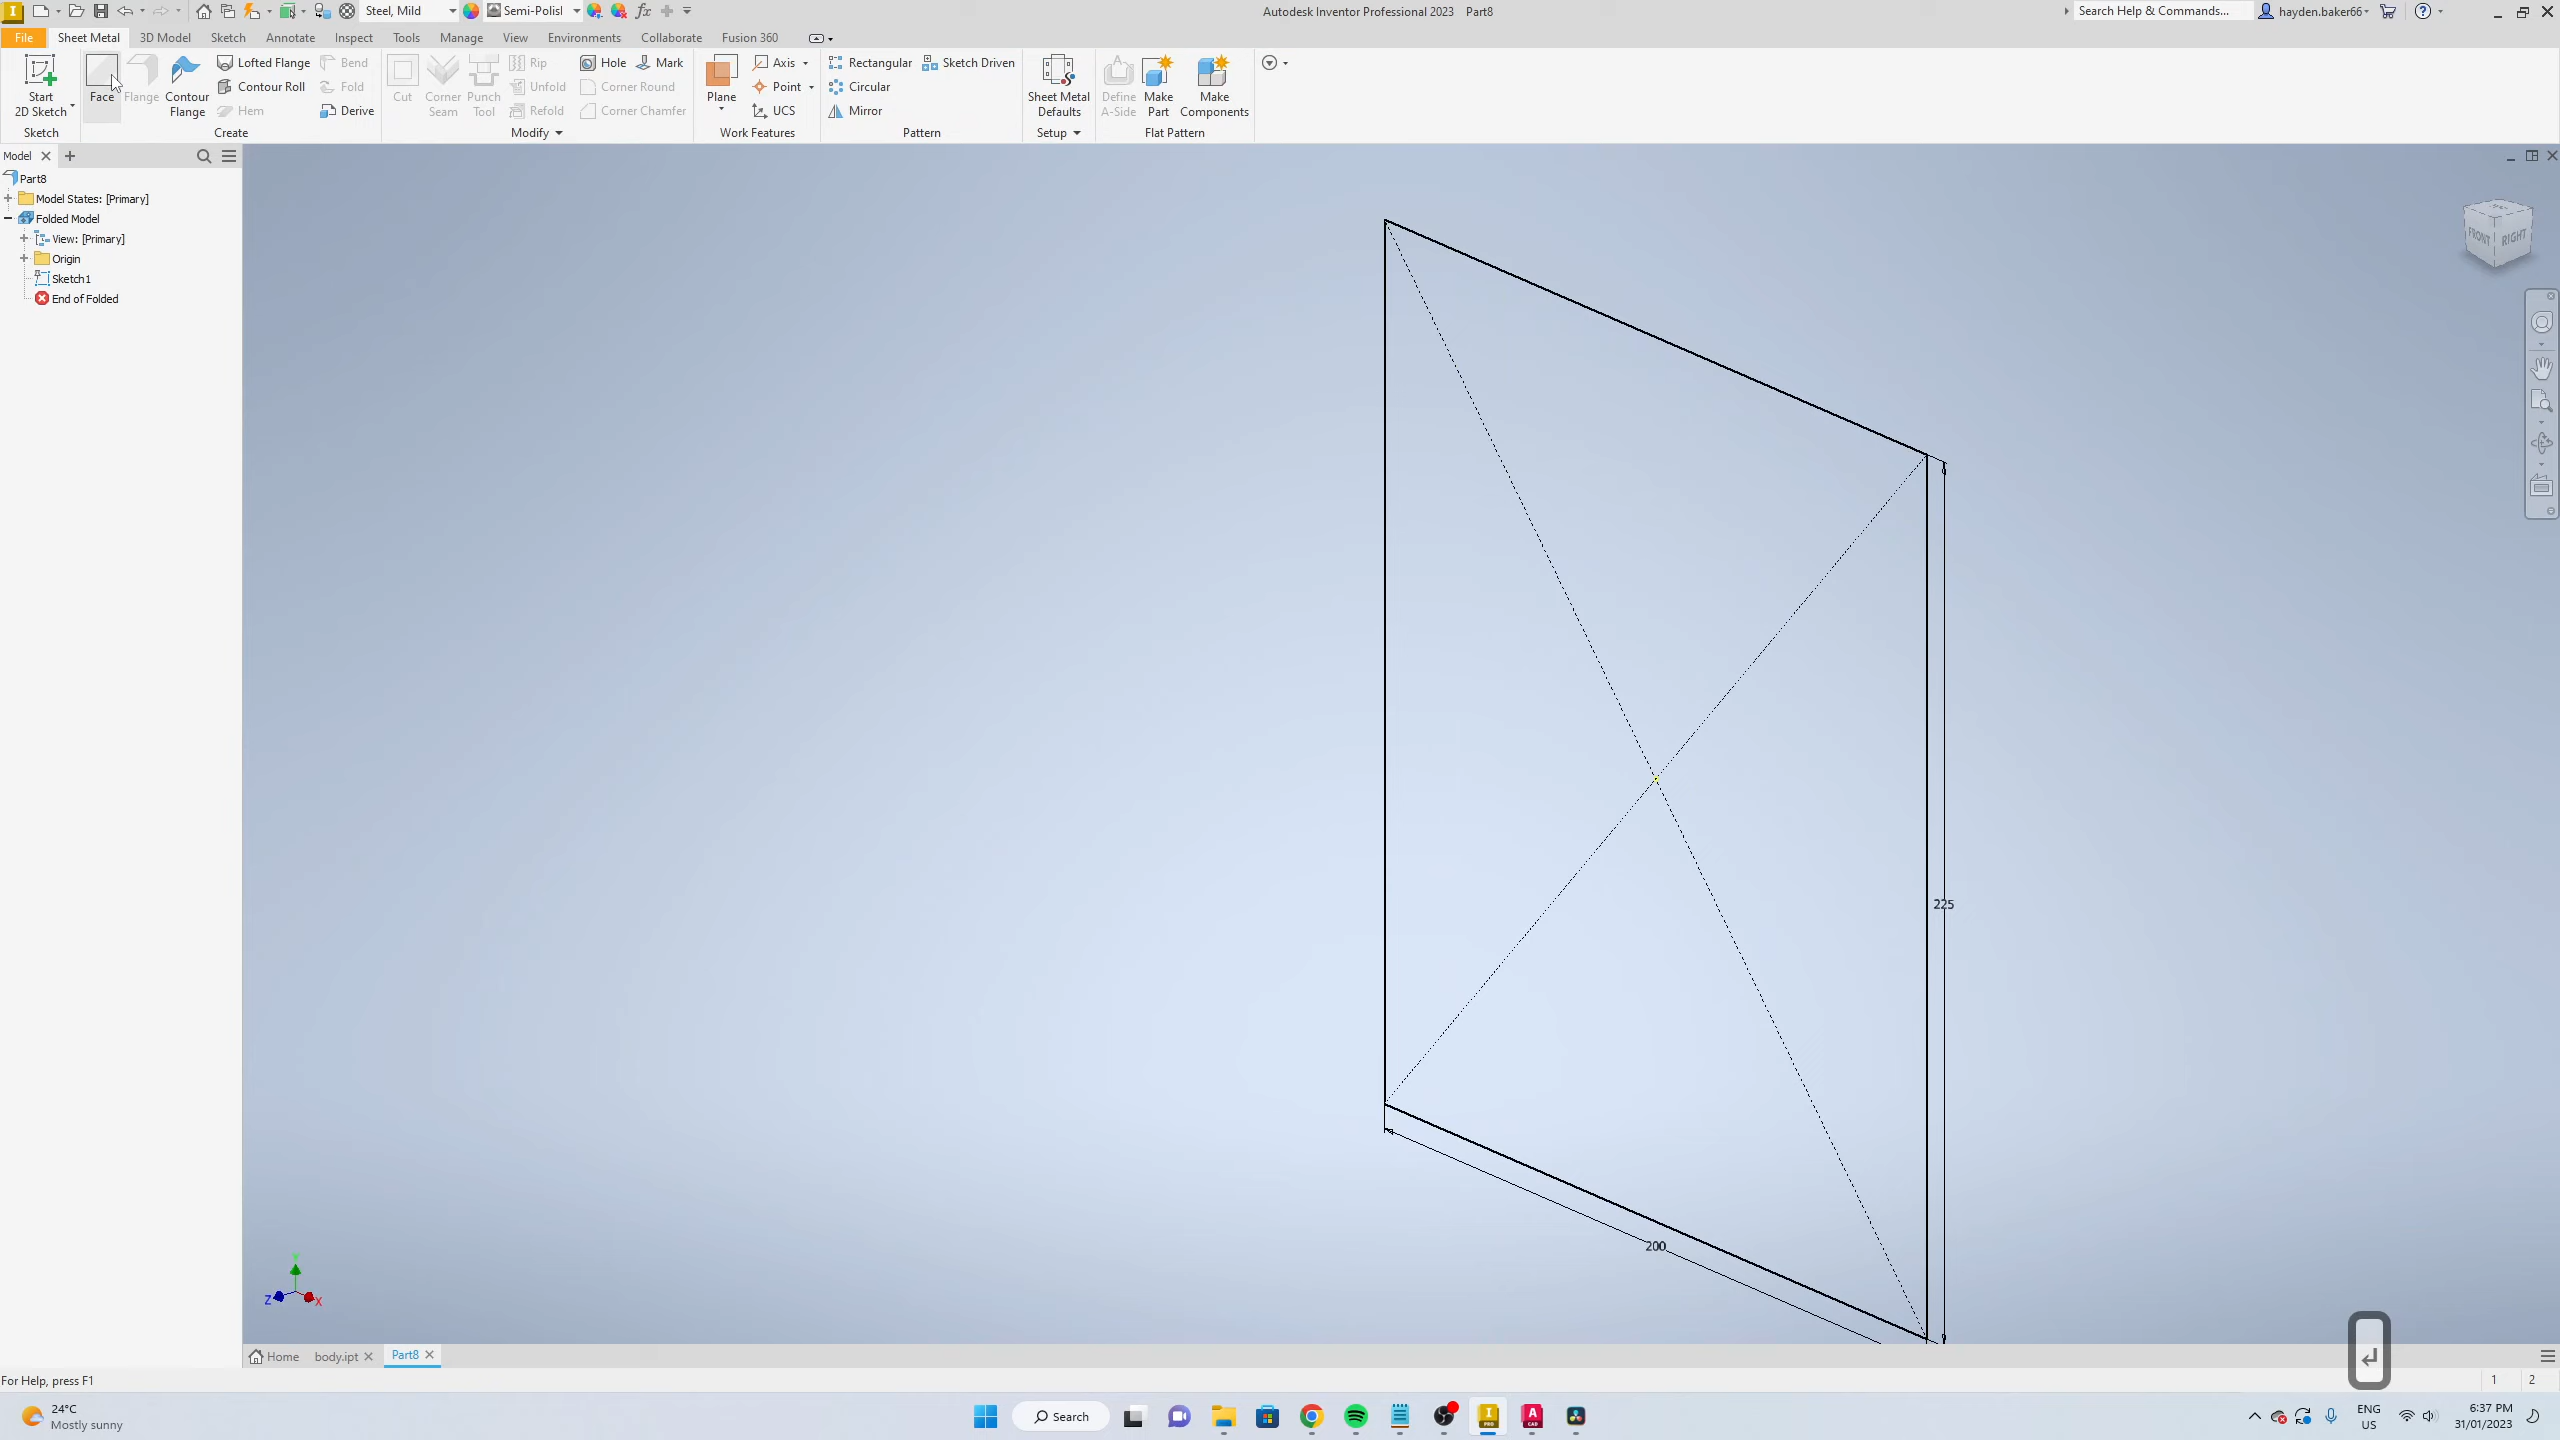 Steel, Mild
Semi-Polisl
Autodesk Inventor Professional 2023 Part8
Search Help & Commands...
hayden.baker66
File
Sheet Metal
3D Model
Sketch
Annotate
Inspect
Tools
Manage
View
Environments
Collaborate
Fusion 360
Start
2D Sketch
Face
Flange
Contour
Flange
Lofted Flange
Contour Roll
Hem
Bend
Fold
Derive
Cut
Corner
Seam
Punch
Tool
Rip
Unfold
Refold
Hole
Mark
Corner Round
Corner Chamfer
Plane
Axis
Point
UCS
Rectangular
Circular
Mirror
Sketch Driven
Sheet Metal
Defaults
Define
A-Side
Make
Part
Make
Components
Sketch
Create
Modify
Work Features
Pattern
Setup
Flat Pattern
Model
Part8
Model States: [Primary]
Folded Model
View: [Primary]
Origin
Sketch1
End of Folded
FRONT
RIGHT
225
200
Y
Z
X
Home
body.ipt
Part8
For Help, press F1
1
2
24°C
Mostly sunny
Search
ENG
US
6:37 PM
31/01/2023